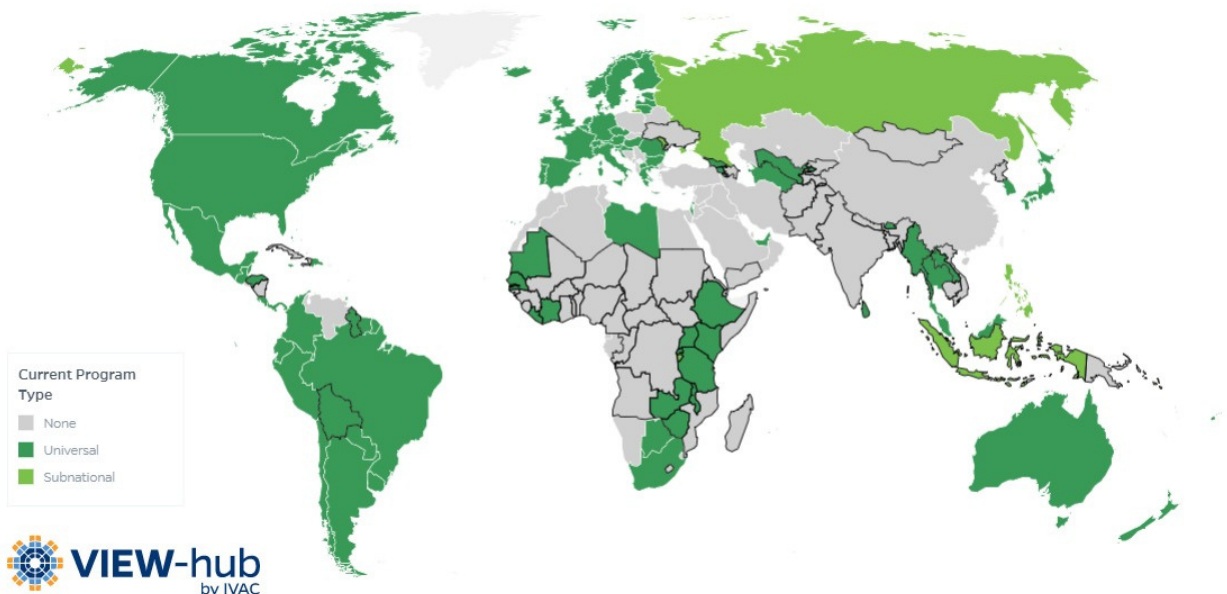 Current Program
Type
None
Universal
Subnational
VIEW-hub
by IVAC